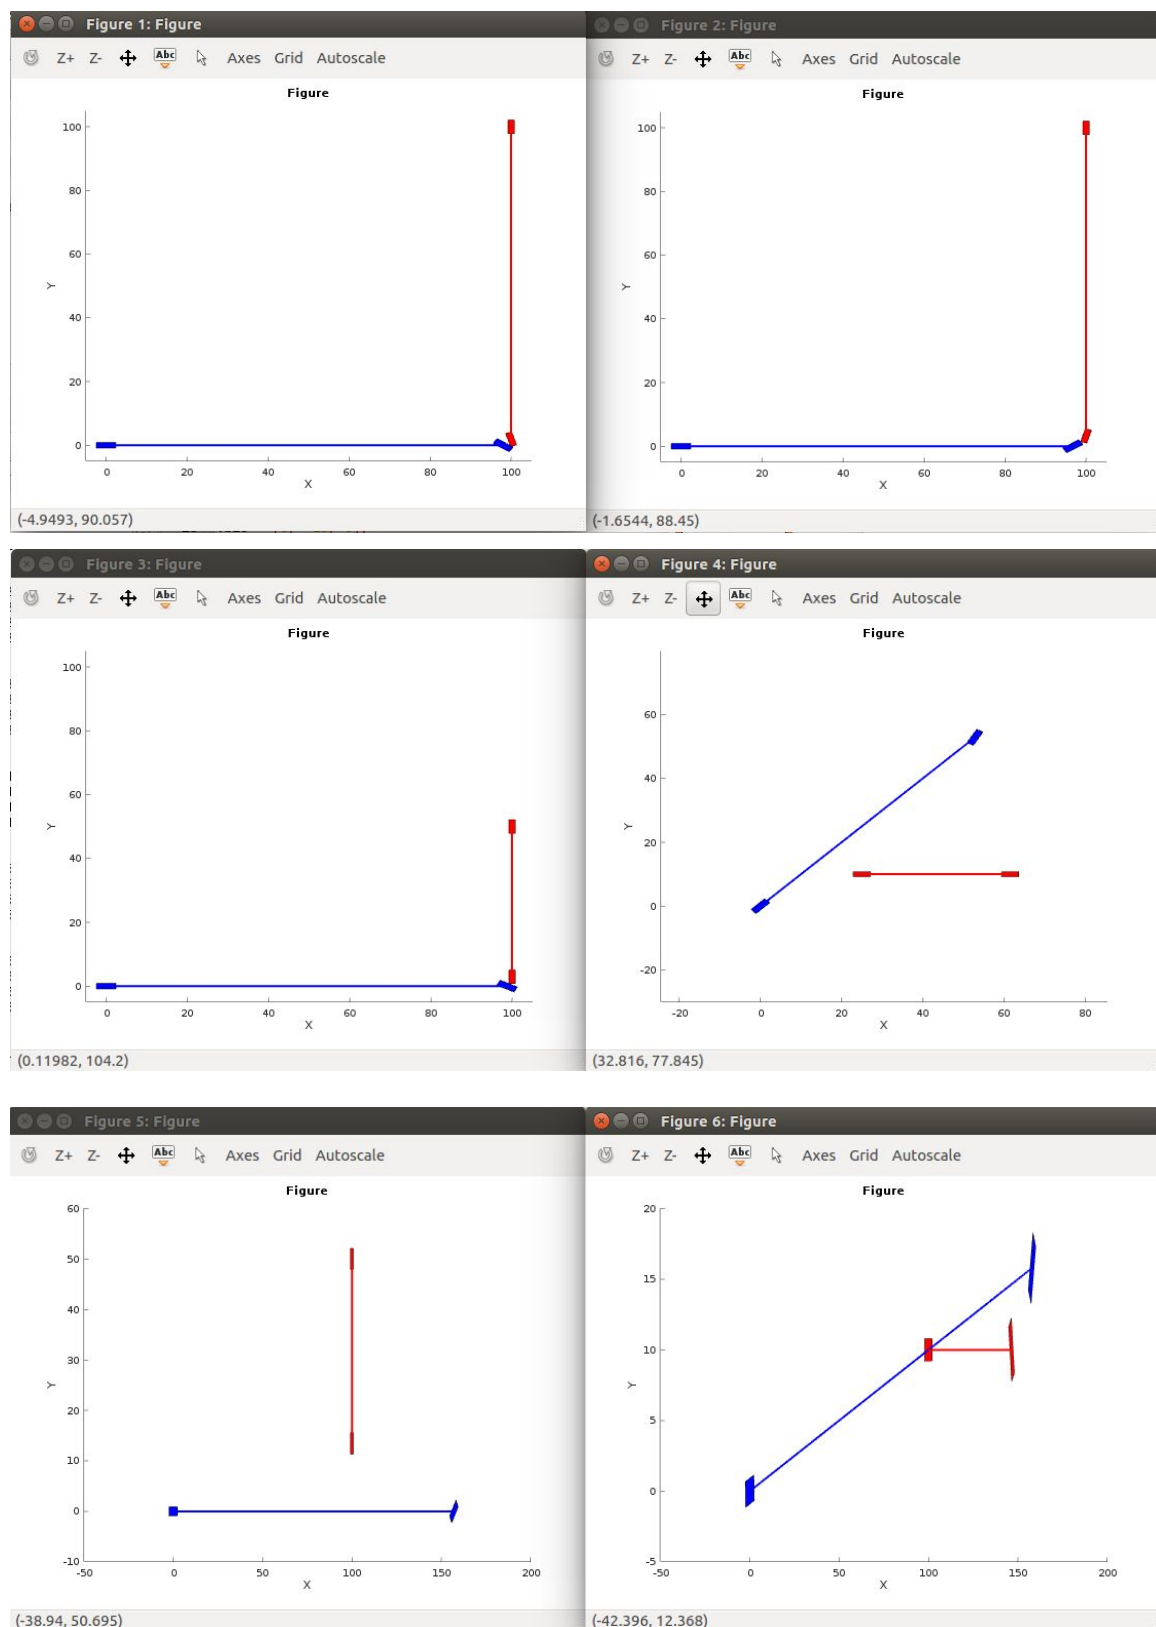 Figure 1: Figure
Z+ Z- Abc Axes Grid Autoscale
Figure
100
80
60
Y
40
20
0
0 20 40 60 80 100
X
(-4.9493, 90.057)
Figure 2: Figure
Z+ Z- Abc Axes Grid Autoscale
Figure
100
80
60
Y
40
20
0
0 20 40 60 80 100
X
(-1.6544, 88.45)
Figure 3: Figure
Z+ Z- Abc Axes Grid Autoscale
Figure
100
80
60
Y
40
20
0
0 20 40 60 80 100
X
(0.11982, 104.2)
Figure 4: Figure
Z+ Z- Abc Axes Grid Autoscale
Figure
60
40
Y
20
0
-20
-20 0 20 40 60 80
X
(32.816, 77.845)
Figure 5: Figure
Z+ Z- Abc Axes Grid Autoscale
Figure
60
50
40
30
Y
20
10
0
-10
-50 0 50 100 150 200
X
(-38.94, 50.695)
Figure 6: Figure
Z+ Z- Abc Axes Grid Autoscale
Figure
20
15
10
Y
5
0
-5
-50 0 50 100 150 200
X
(-42.396, 12.368)